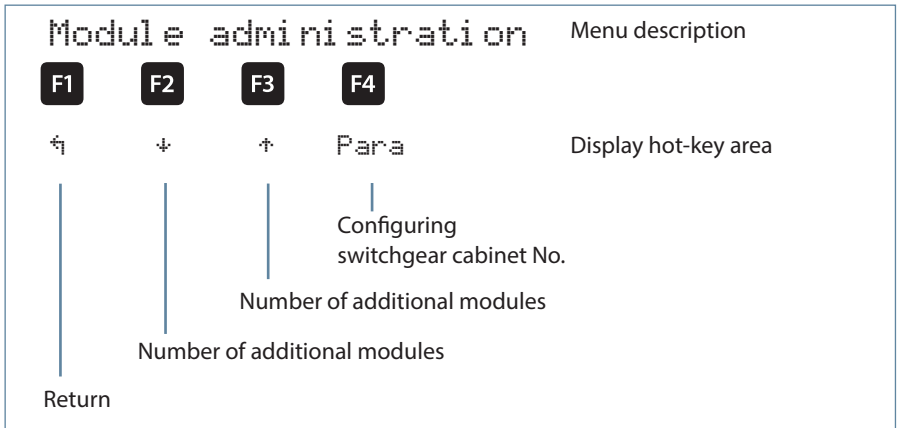 Module administration Menu description
F1 F2 F3 F4
↰ ↓ ↑ Para Display hot-key area
Configuring
switchgear cabinet No.
Number of additional modules
Number of additional modules
Return